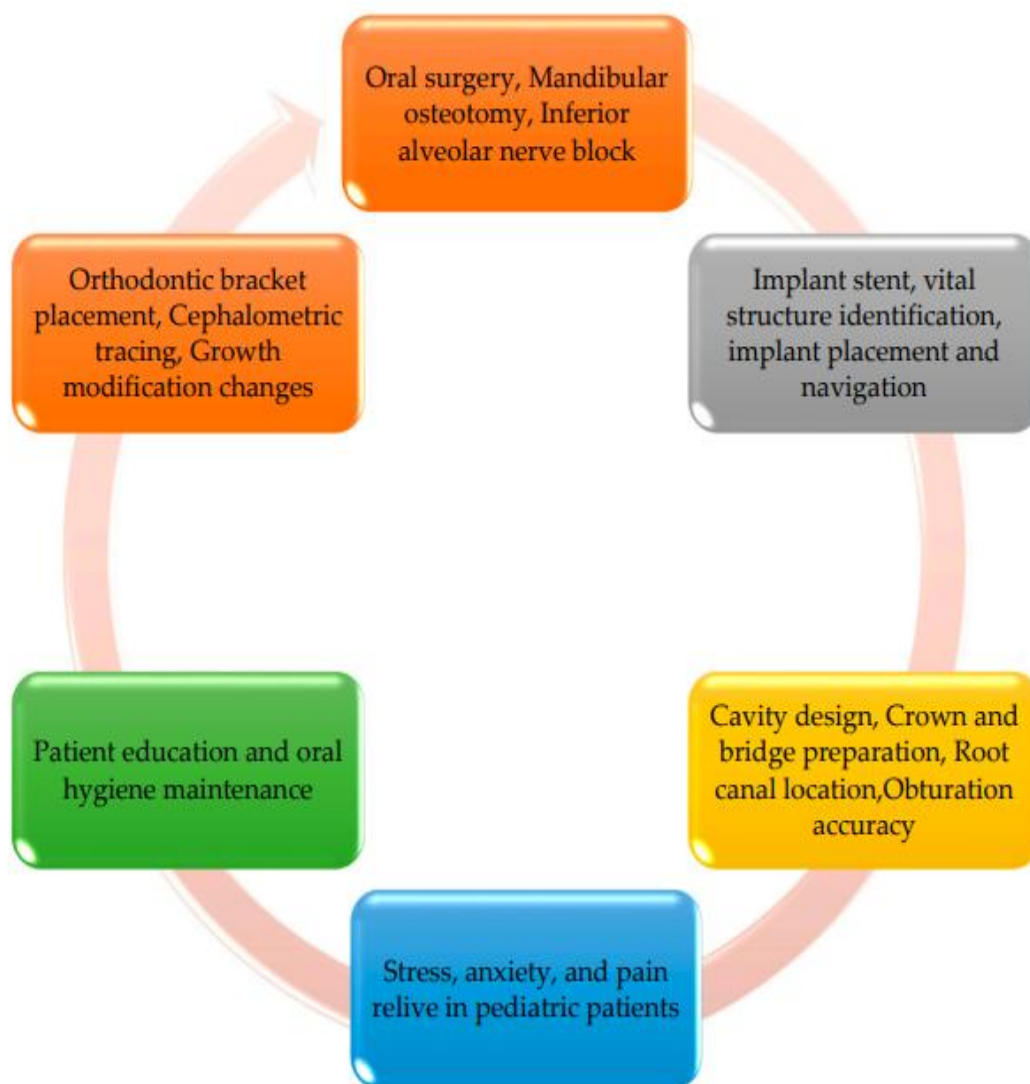 Oral surgery, Mandibular
osteotomy, Inferior
alveolar nerve block
Implant stent, vital
structure identification,
implant placement and
navigation
Cavity design, Crown and
bridge preparation, Root
canal location,Obturation
accuracy
Stress, anxiety, and pain
relive in pediatric patients
Patient education and oral
hygiene maintenance
Orthodontic bracket
placement, Cephalometric
tracing, Growth
modification changes